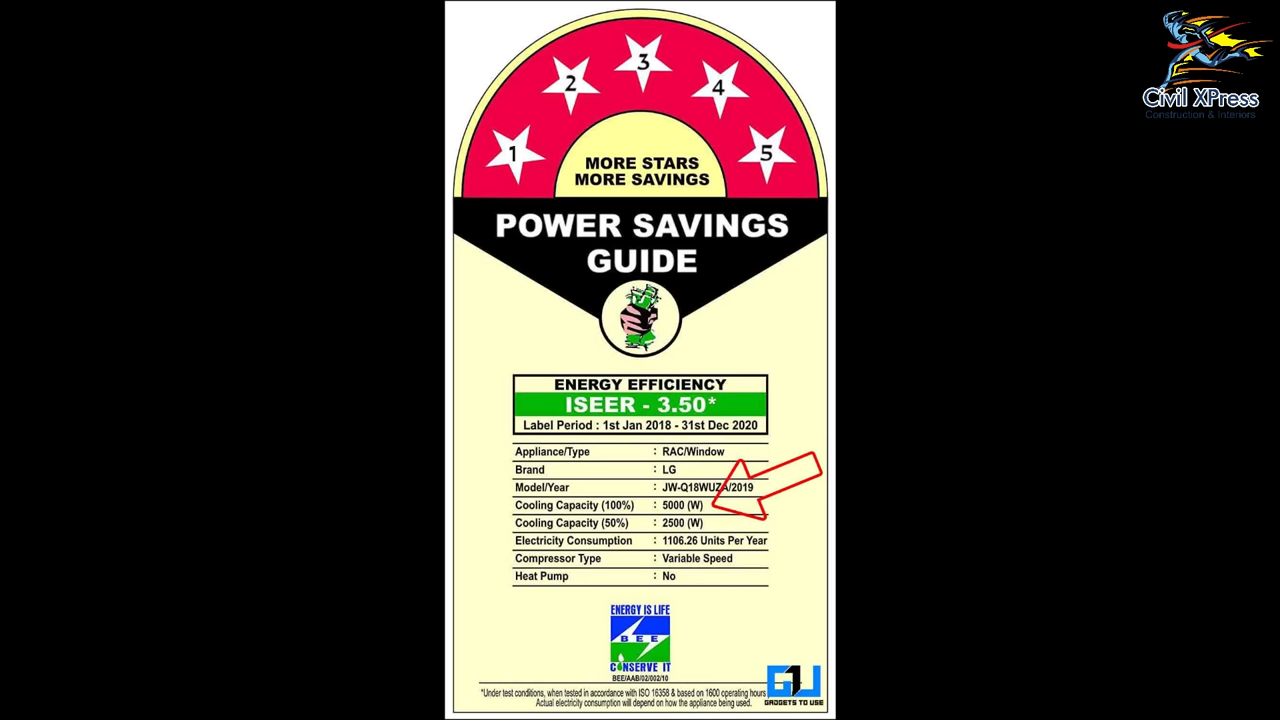 1
2
3
4
5
MORE STARS
MORE SAVINGS
POWER SAVINGS
GUIDE
ENERGY EFFICIENCY
ISEER - 3.50*
Label Period : 1st Jan 2018 - 31st Dec 2020
Appliance/Type : RAC/Window
Brand : LG
Model/Year : JW-Q18WUZA/2019
Cooling Capacity (100%) : 5000 (W)
Cooling Capacity (50%) : 2500 (W)
Electricity Consumption : 1106.26 Units Per Year
Compressor Type : Variable Speed
Heat Pump : No
ENERGY IS LIFE
BEE
CONSERVE IT
BEE/AAB/02/002/10
*Under test conditions, when tested in accordance with ISO 16358 & based on 1600 operating hours
Actual electricity consumption will depend on how the appliance being used.
GADGETS TO USE
Civil XPress
Construction & Interiors